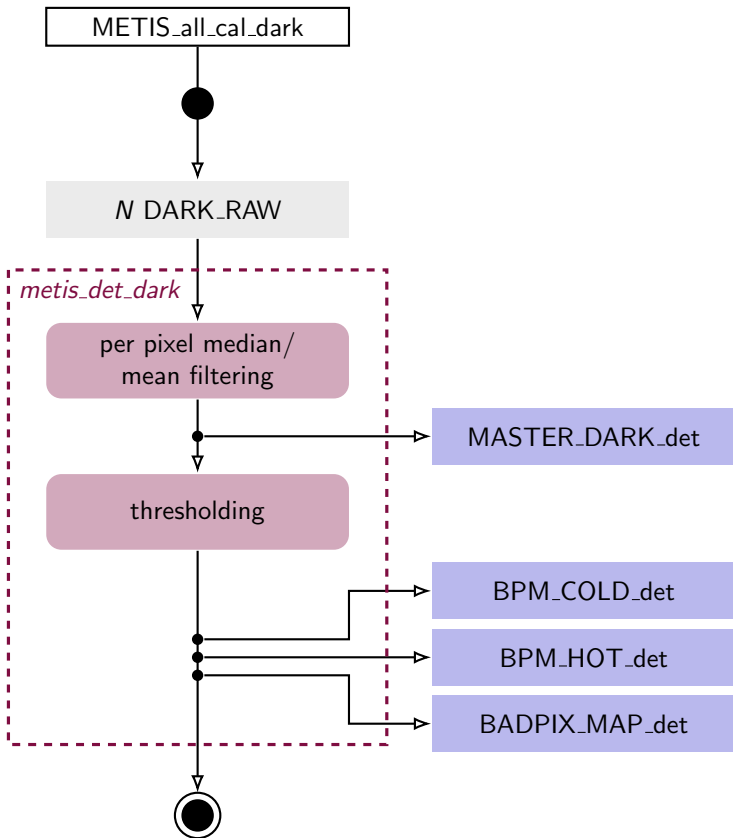 METIS_all_cal_dark
N DARK_RAW
metis_det_dark
per pixel median/
mean filtering
MASTER_DARK_det
thresholding
BPM_COLD_det
BPM_HOT_det
BADPIX_MAP_det